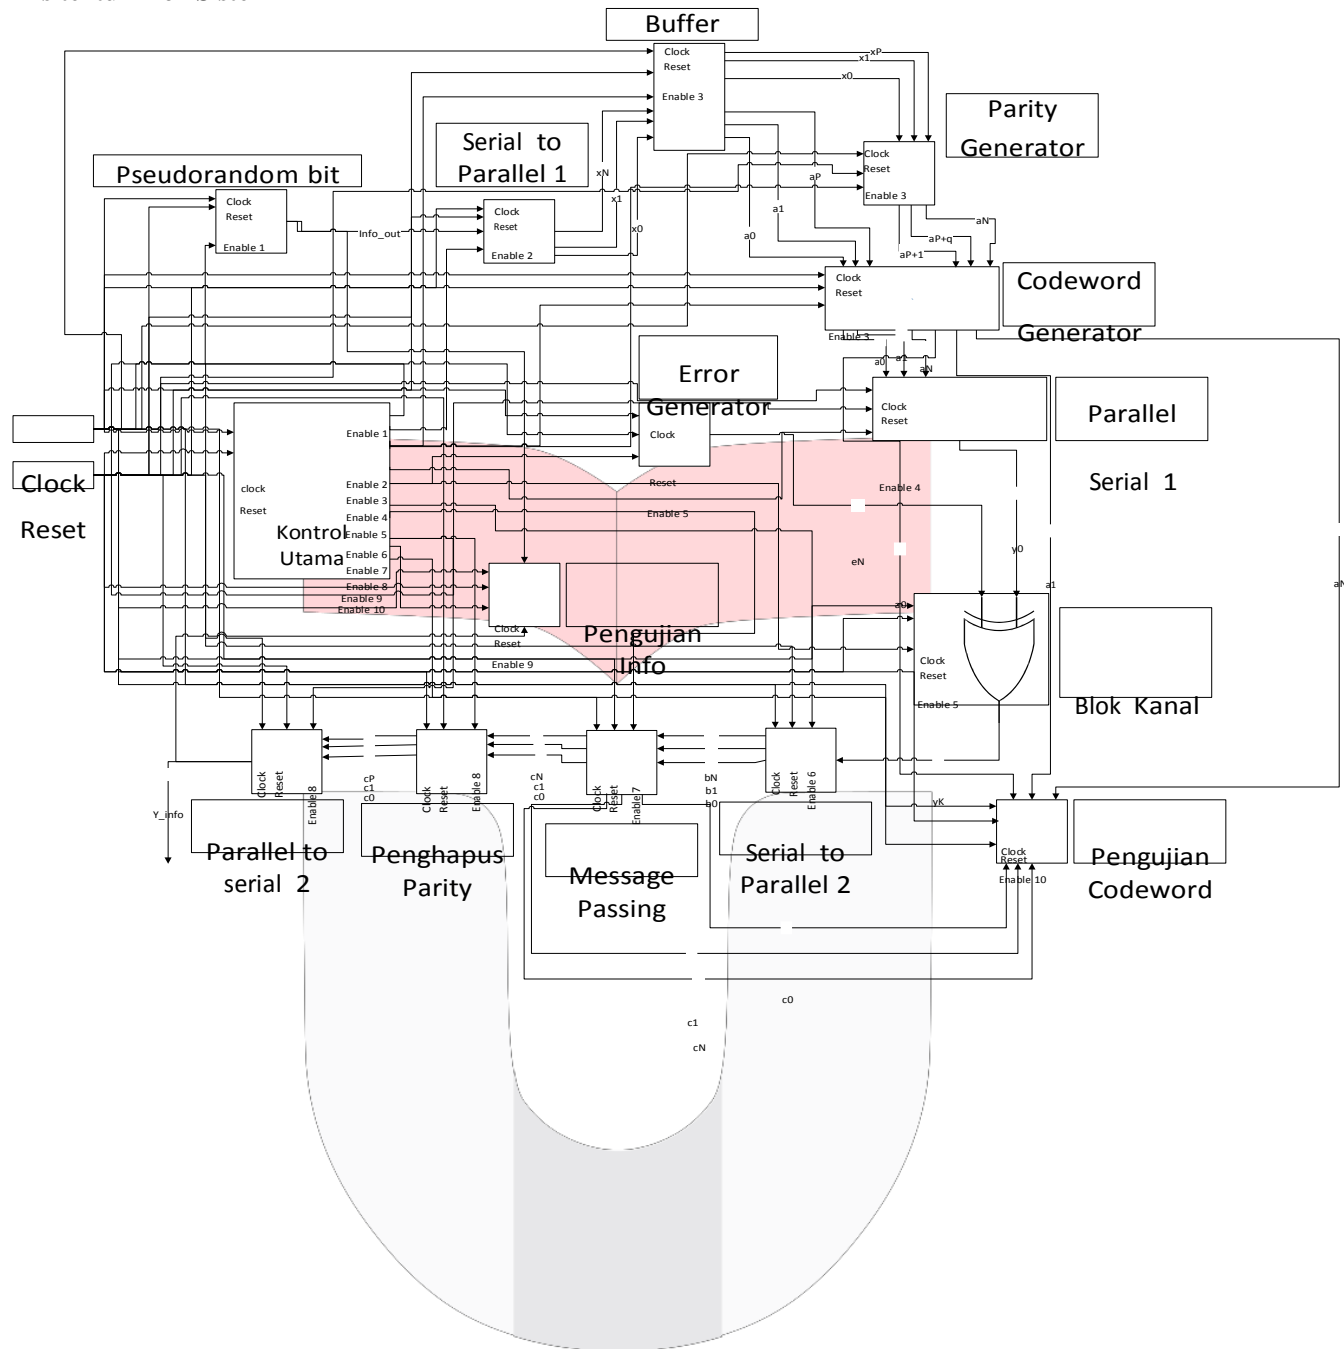 Buffer
Clock
Reset
Enable 3
xP
x1
x0
Parity
Generator
Serial to
Parallel 1
Pseudorandom bit
Clock
Reset
Enable 3
xN
x1
x0
aP
a1
a0
Clock
Reset
Enable 1
Info_out
Clock
Reset
Enable 2
aN
aP+q
aP+1
Clock
Reset
Enable 3
Codeword
Generator
a0
a1
aN
Error
Generator
Clock
Reset
Parallel
Serial 1
Clock
Reset
Enable 5
Enable 4
Clock
Reset
clock
Reset
Kontrol
Utama
Enable 1
Enable 2
Enable 3
Enable 4
Enable 5
Enable 6
Enable 7
Enable 8
Enable 9
Enable 10
eN
y0
a1
aN
a0
Clock
Reset
Enable 9
Pengujian
Info
Clock
Reset
Enable 5
Blok Kanal
Clock
Reset
Enable 8
cP
c1
c0
Clock
Reset
Enable 8
cN
c1
c0
Clock
Reset
Enable 7
bN
b1
b0
Clock
Reset
Enable 6
yK
Y_info
Parallel to
serial 2
Penghapus
Parity
Message
Passing
Serial to
Parallel 2
Clock
Reset
Enable 10
Pengujian
Codeword
c0
c1
cN